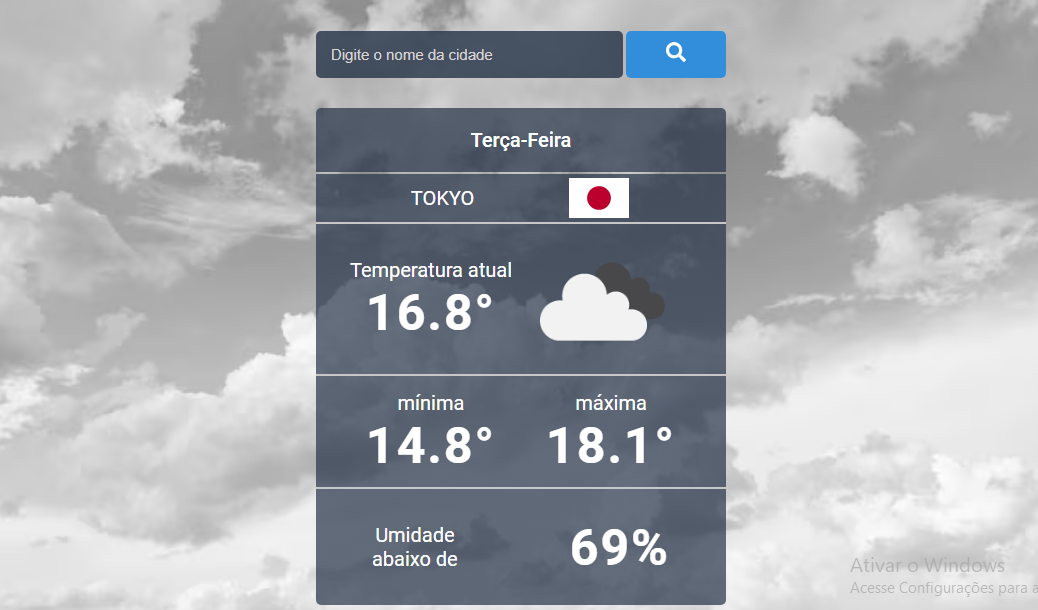 Digite o nome da cidade
Terça-Feira
TOKYO
Temperatura atual
16.8°
mínima
máxima
14.8°
18.1°
Umidade
abaixo de
69%
Ativar o Windows
Acesse Configurações para a